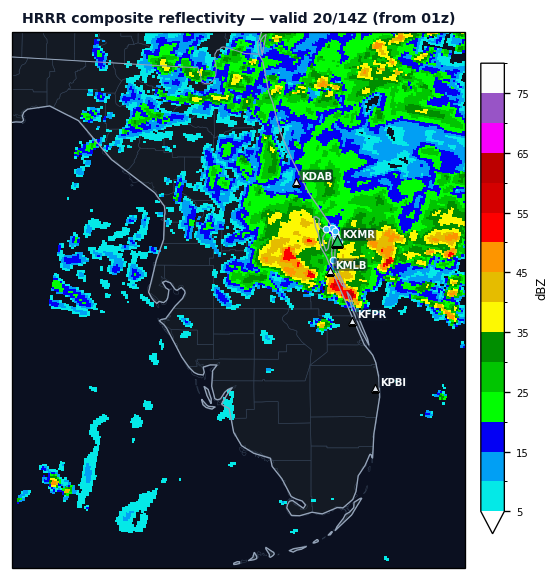 HRRR composite reflectivity — valid 20/14Z (from 01z)
KDAB
KXMR
KMLB
KFPR
KPBI
75
65
55
45
35
25
15
5
dBZ